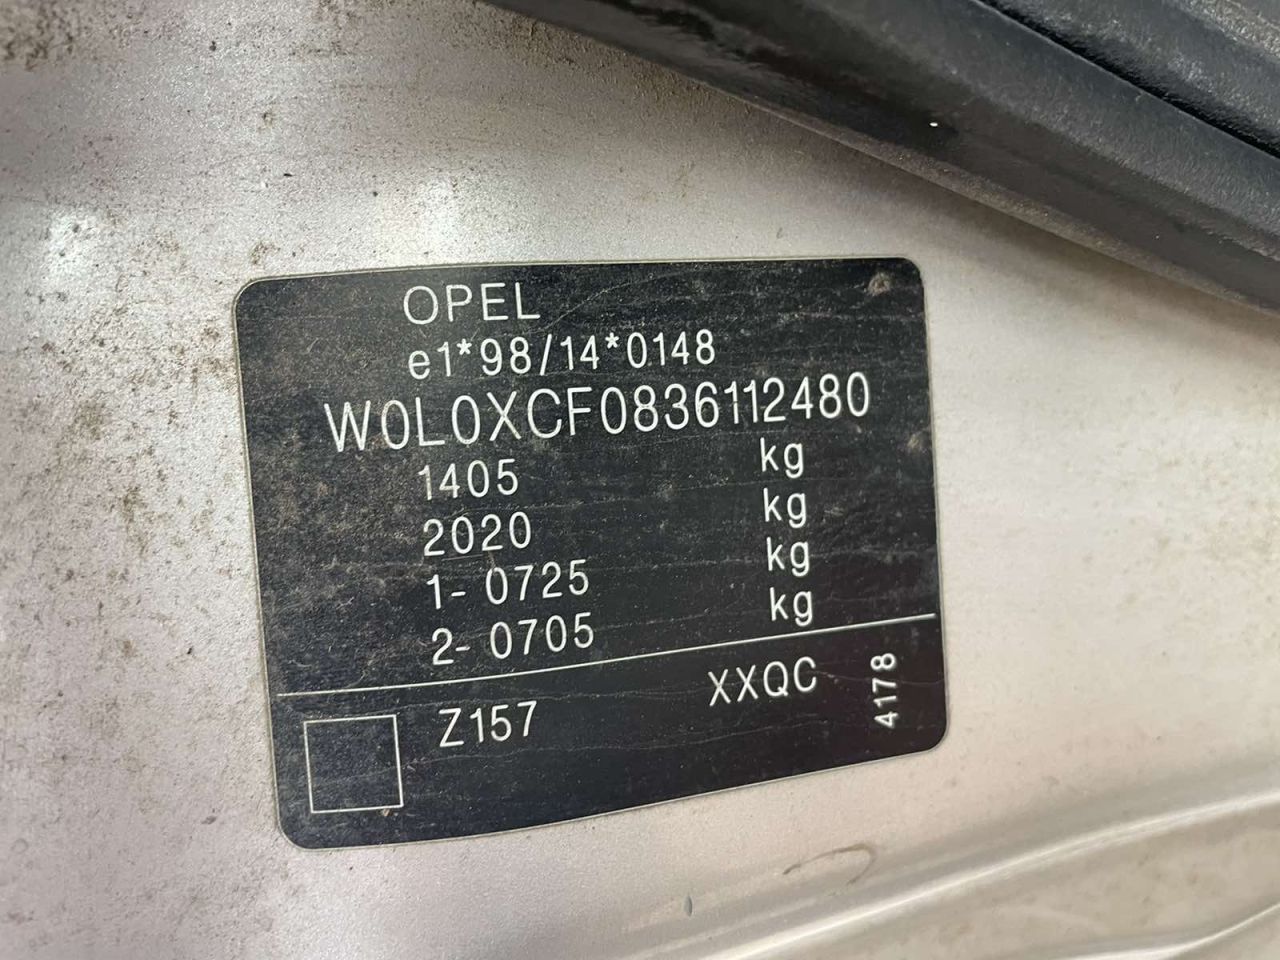 OPEL
e1*98/14*0148
W0L0XCF0836112480
1405 kg
2020 kg
1- 0725 kg
2- 0705 kg
Z157 XXQC 4178